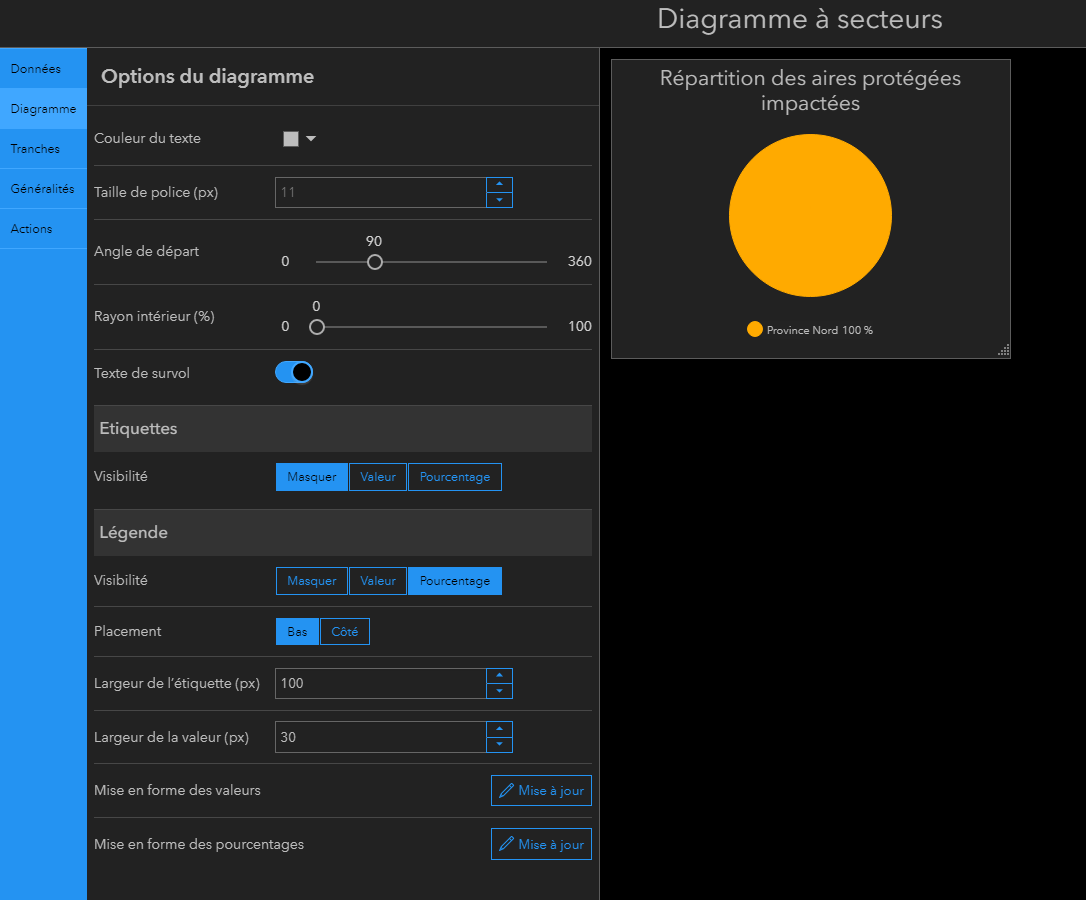 Diagramme à secteurs
Données
Diagramme
Tranches
Généralités
Actions
Options du diagramme
Couleur du texte
Taille de police (px)
11
Angle de départ
90
0
360
Rayon intérieur (%)
0
0
100
Texte de survol
Etiquettes
Visibilité
Masquer Valeur Pourcentage
Légende
Visibilité
Masquer Valeur Pourcentage
Placement
Bas Côté
Largeur de l'étiquette (px)
100
Largeur de la valeur (px)
30
Mise en forme des valeurs
Mise à jour
Mise en forme des pourcentages
Mise à jour
Répartition des aires protégées
impactées
Province Nord 100 %